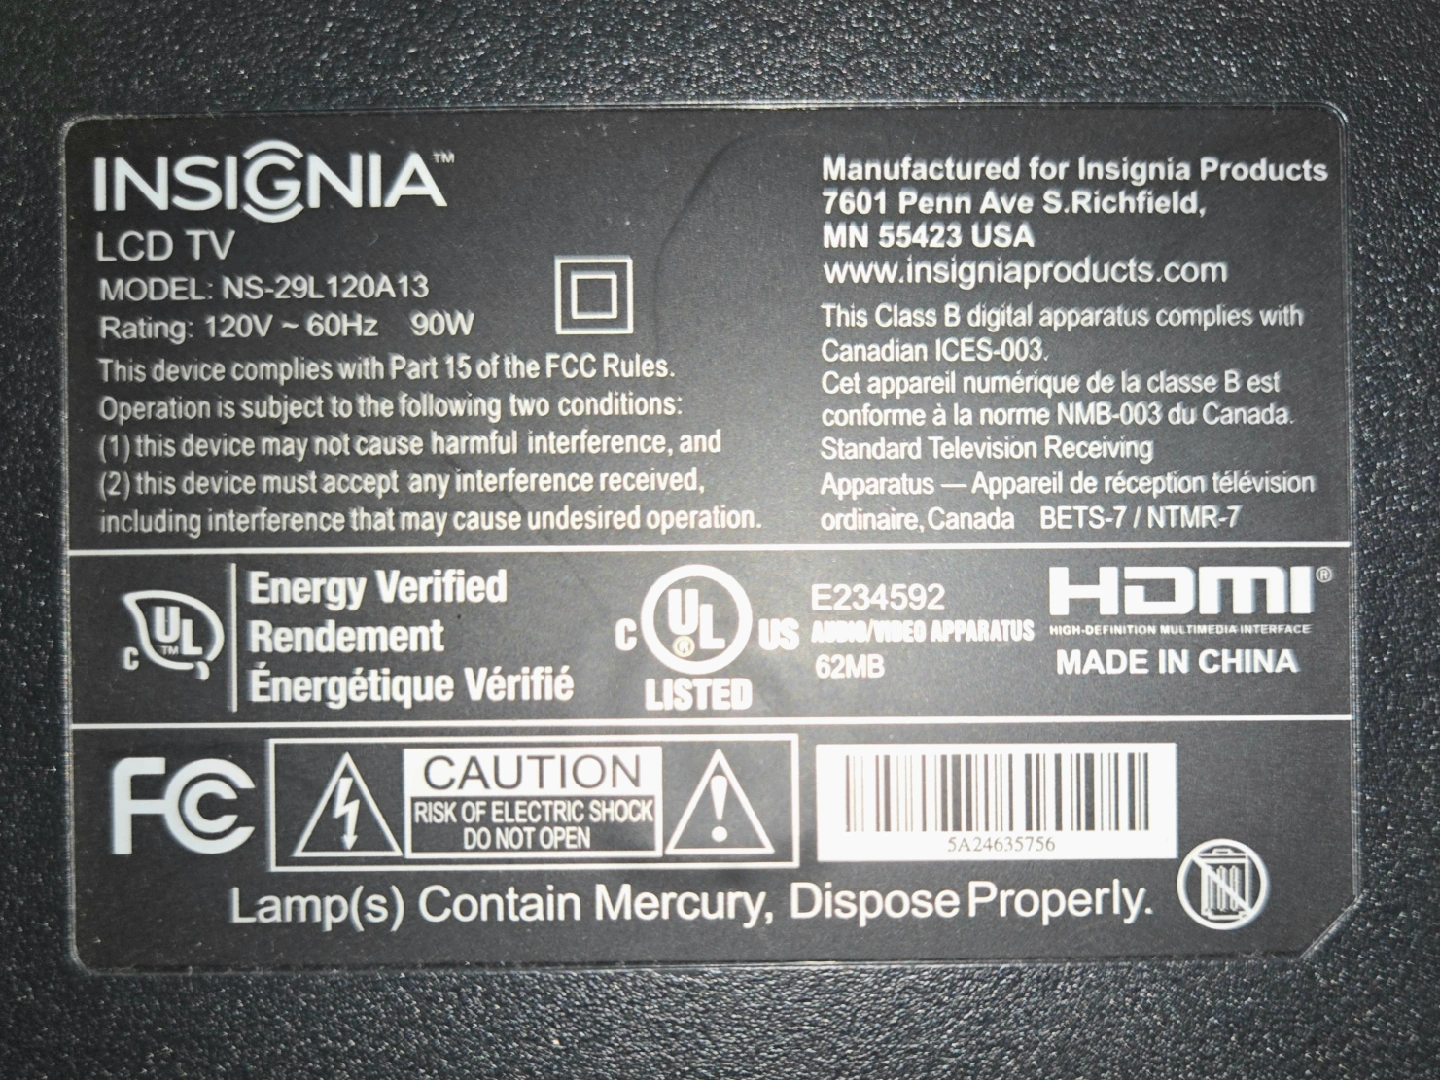 INSIGNIA™
LCD TV
MODEL: NS-29L120A13
Rating: 120V ~ 60Hz 90W
This device complies with Part 15 of the FCC Rules.
Operation is subject to the following two conditions:
(1) this device may not cause harmful interference, and
(2) this device must accept any interference received,
including interference that may cause undesired operation.
Manufactured for Insignia Products
7601 Penn Ave S.Richfield,
MN 55423 USA
www.insigniaproducts.com
This Class B digital apparatus complies with
Canadian ICES-003.
Cet appareil numérique de la classe B est
conforme à la norme NMB-003 du Canada.
Standard Television Receiving
Apparatus — Appareil de réception télévision
ordinaire, Canada BETS-7 / NTMR-7
C UL™
Energy Verified
Rendement
Énergétique Vérifié
C UL® US
LISTED
E234592
AUDIO/VIDEO APPARATUS
62MB
HDMI®
HIGH-DEFINITION MULTIMEDIA INTERFACE
MADE IN CHINA
FC
CAUTION
RISK OF ELECTRIC SHOCK
DO NOT OPEN
5A24635756
Lamp(s) Contain Mercury, Dispose Properly.